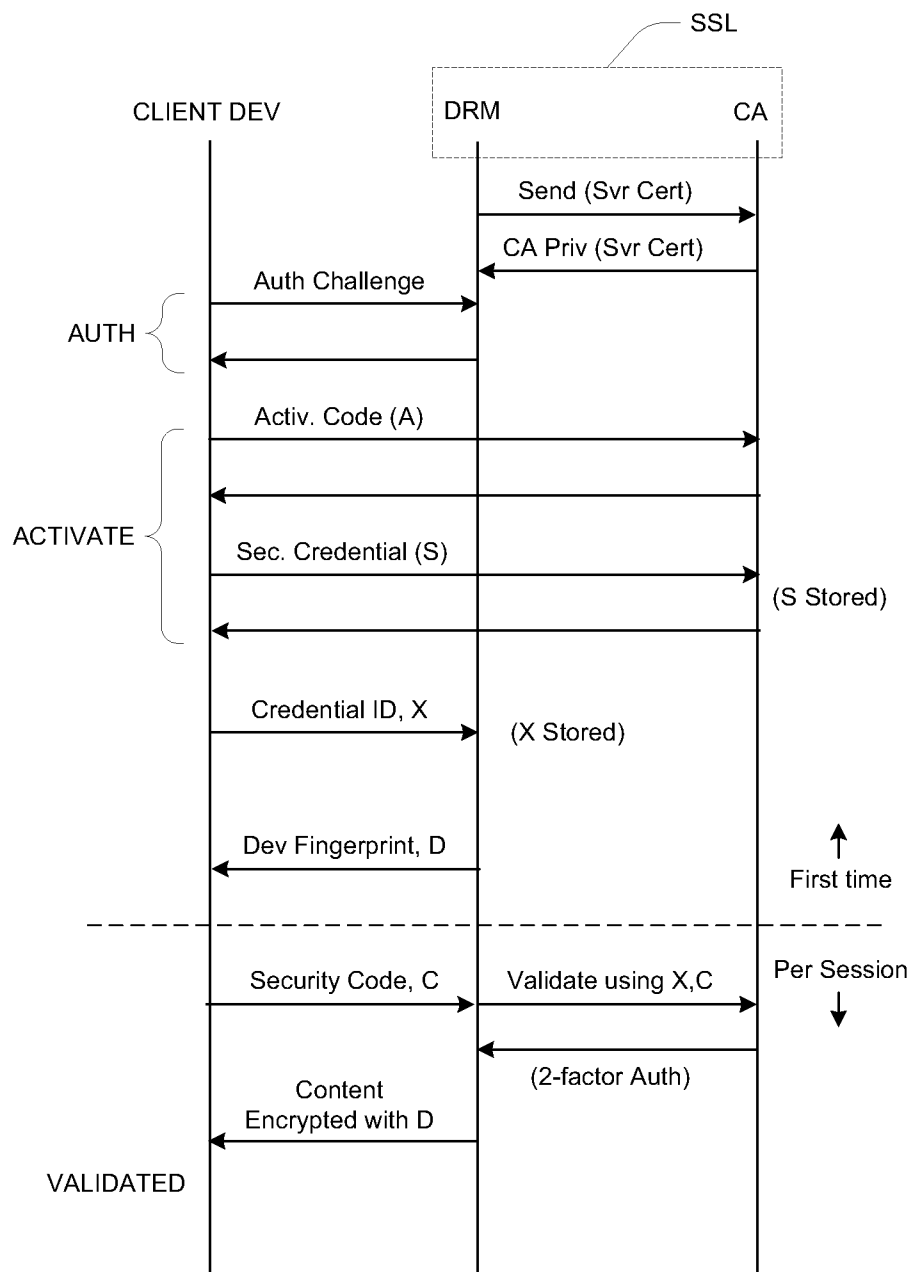 SSL
CLIENT DEV
DRM
CA
Send (Svr Cert)
CA Priv (Svr Cert)
Auth Challenge
AUTH
Activ. Code (A)
ACTIVATE
Sec. Credential (S)
(S Stored)
Credential ID, X
(X Stored)
Dev Fingerprint, D
First time
Per Session
Security Code, C
Validate using X,C
(2-factor Auth)
Content
Encrypted with D
VALIDATED